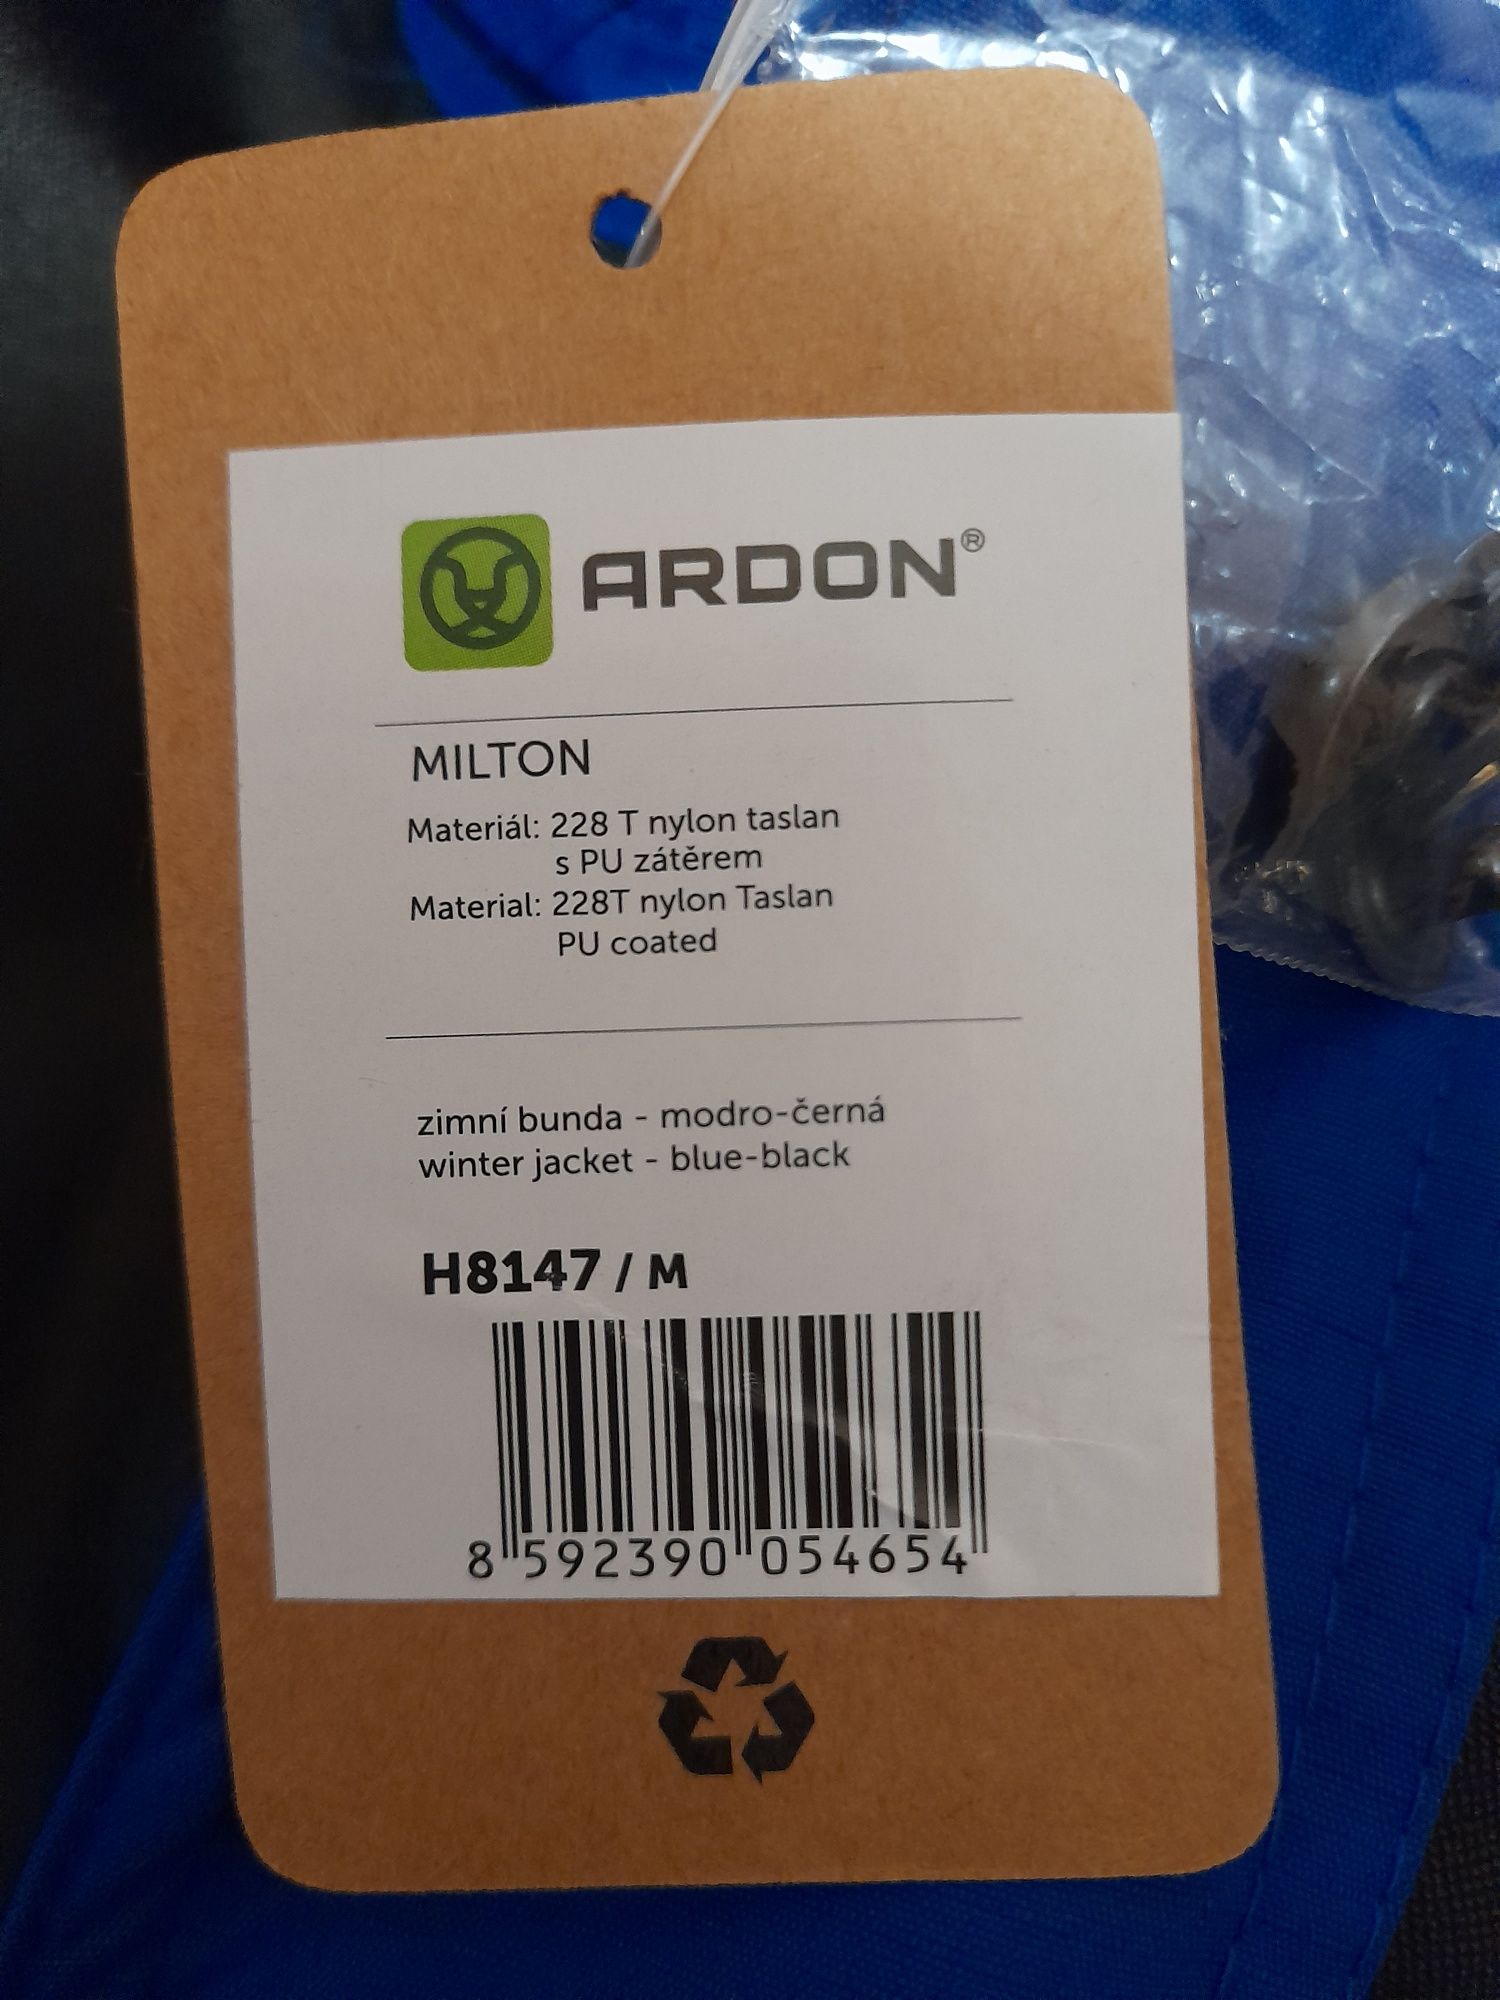 ARDON®
MILTON
Materiál: 228 T nylon taslan
s PU zátěrem
Material: 228T nylon Taslan
PU coated
zimní bunda - modro-černá
winter jacket - blue-black
H8147 / M
8 592390 054654